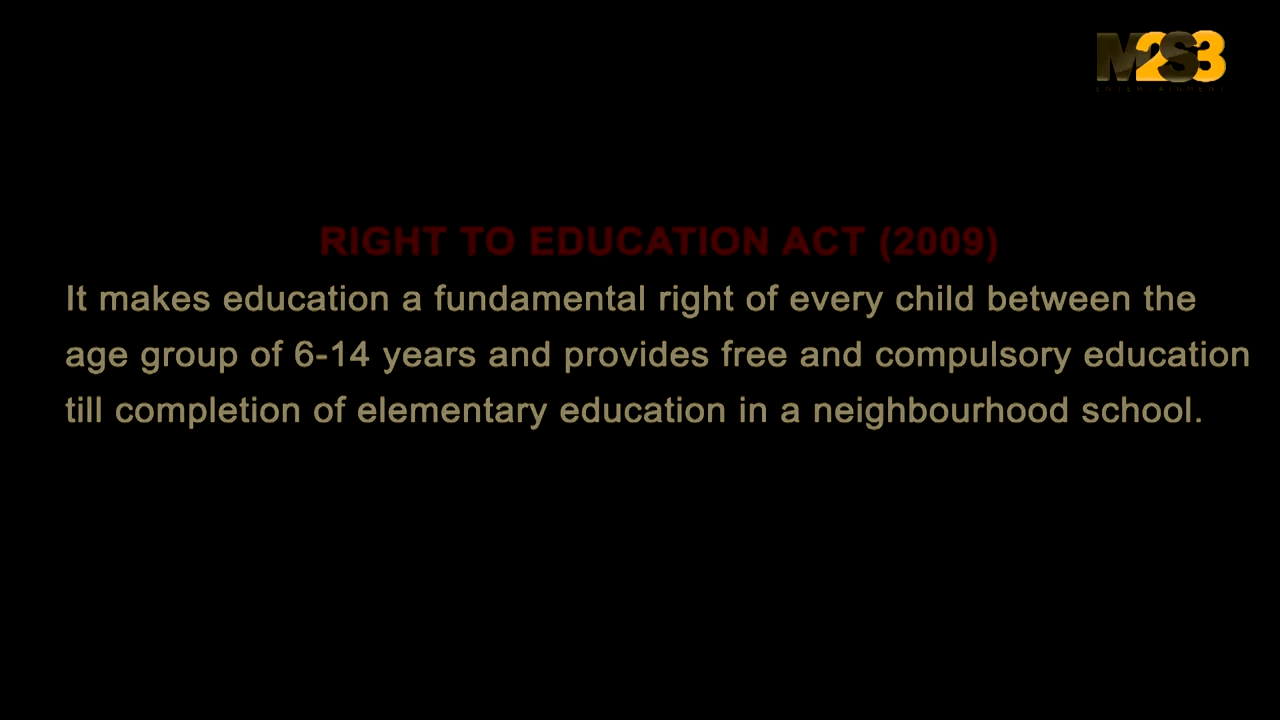 M2S3
ENTERTAINMENT
RIGHT TO EDUCATION ACT (2009)
It makes education a fundamental right of every child between the
age group of 6-14 years and provides free and compulsory education
till completion of elementary education in a neighbourhood school.